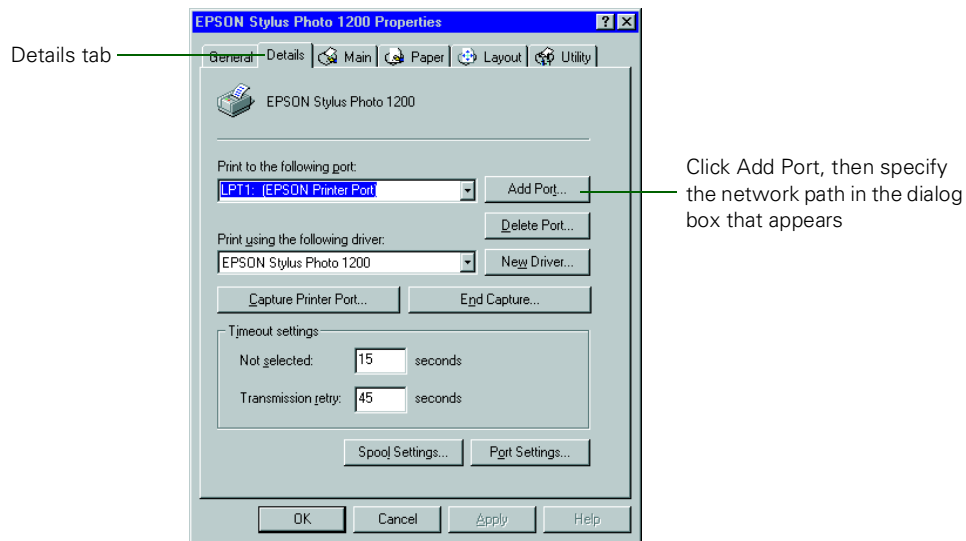 EPSON Stylus Photo 1200 Properties
Details tab
General Details Main Paper Layout Utility
EPSON Stylus Photo 1200
Print to the following port:
LPT1: (EPSON Printer Port)
Add Port...
Click Add Port, then specify
the network path in the dialog
box that appears
Delete Port...
Print using the following driver:
EPSON Stylus Photo 1200
New Driver...
Capture Printer Port...
End Capture...
Timeout settings
Not selected: 15 seconds
Transmission retry: 45 seconds
Spool Settings...
Port Settings...
OK
Cancel
Apply
Help